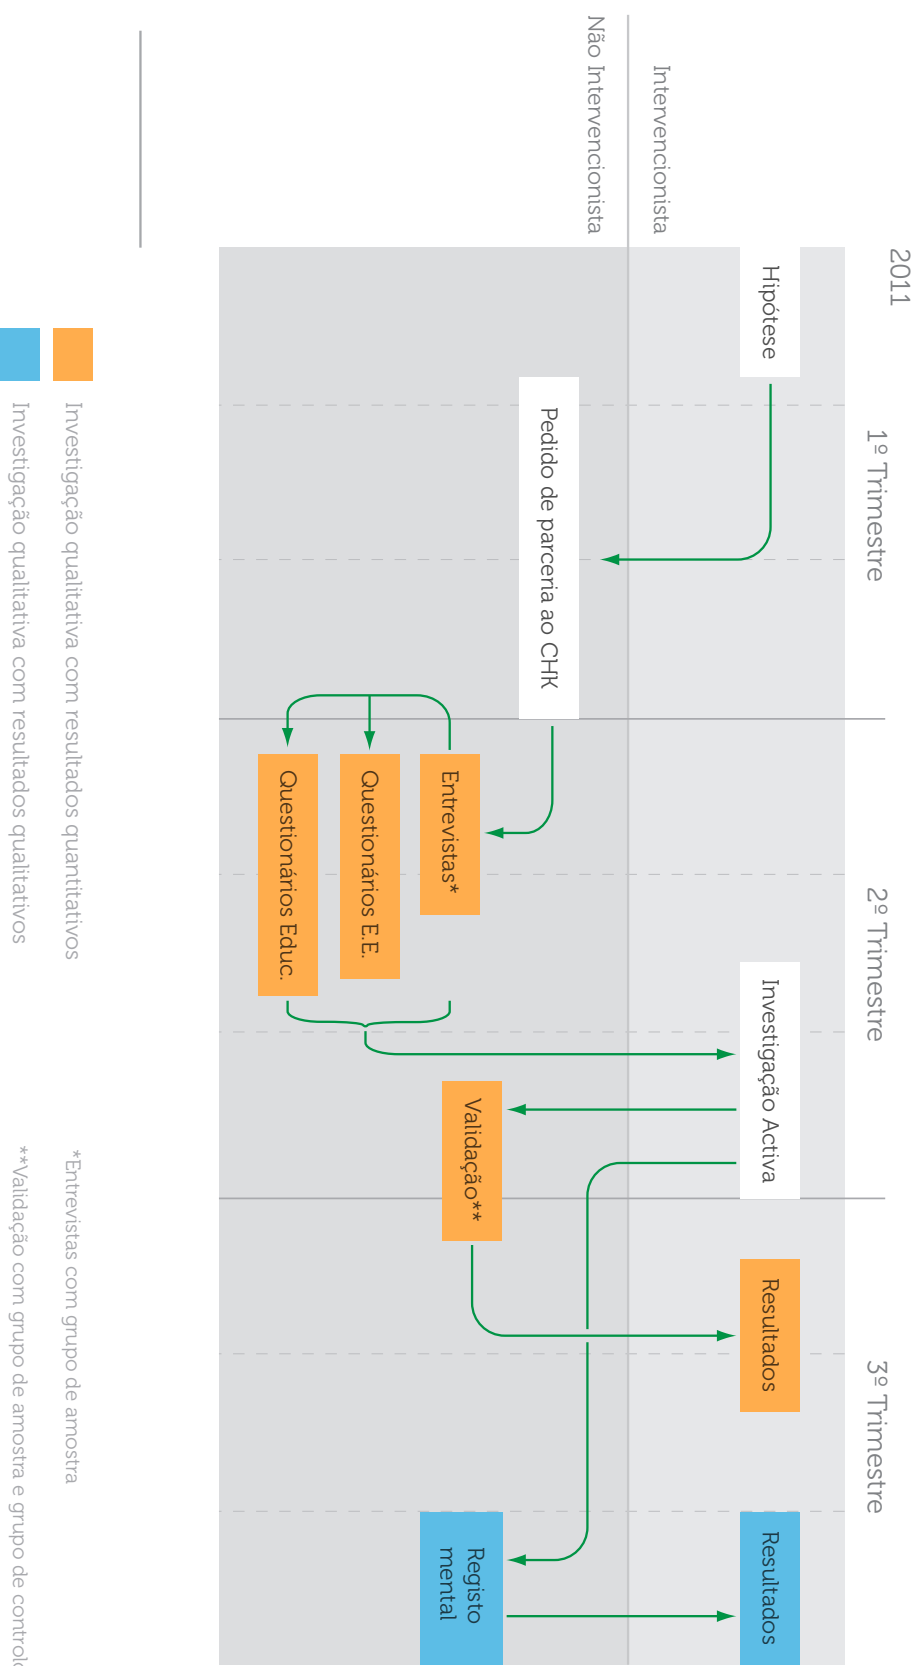 2011
1º Trimestre
2º Trimestre
3º Trimestre
Intervencionista
Não Intervencionista
Hipótese
Pedido de parceria ao CHK
Entrevistas*
Questionários E.E.
Questionários Educ.
Investigação Activa
Validação**
Resultados
Registo
mental
Resultados
Investigação qualitativa com resultados quantitativos
Investigação qualitativa com resultados qualitativos
*Entrevistas com grupo de amostra
**Validação com grupo de amostra e grupo de controlo